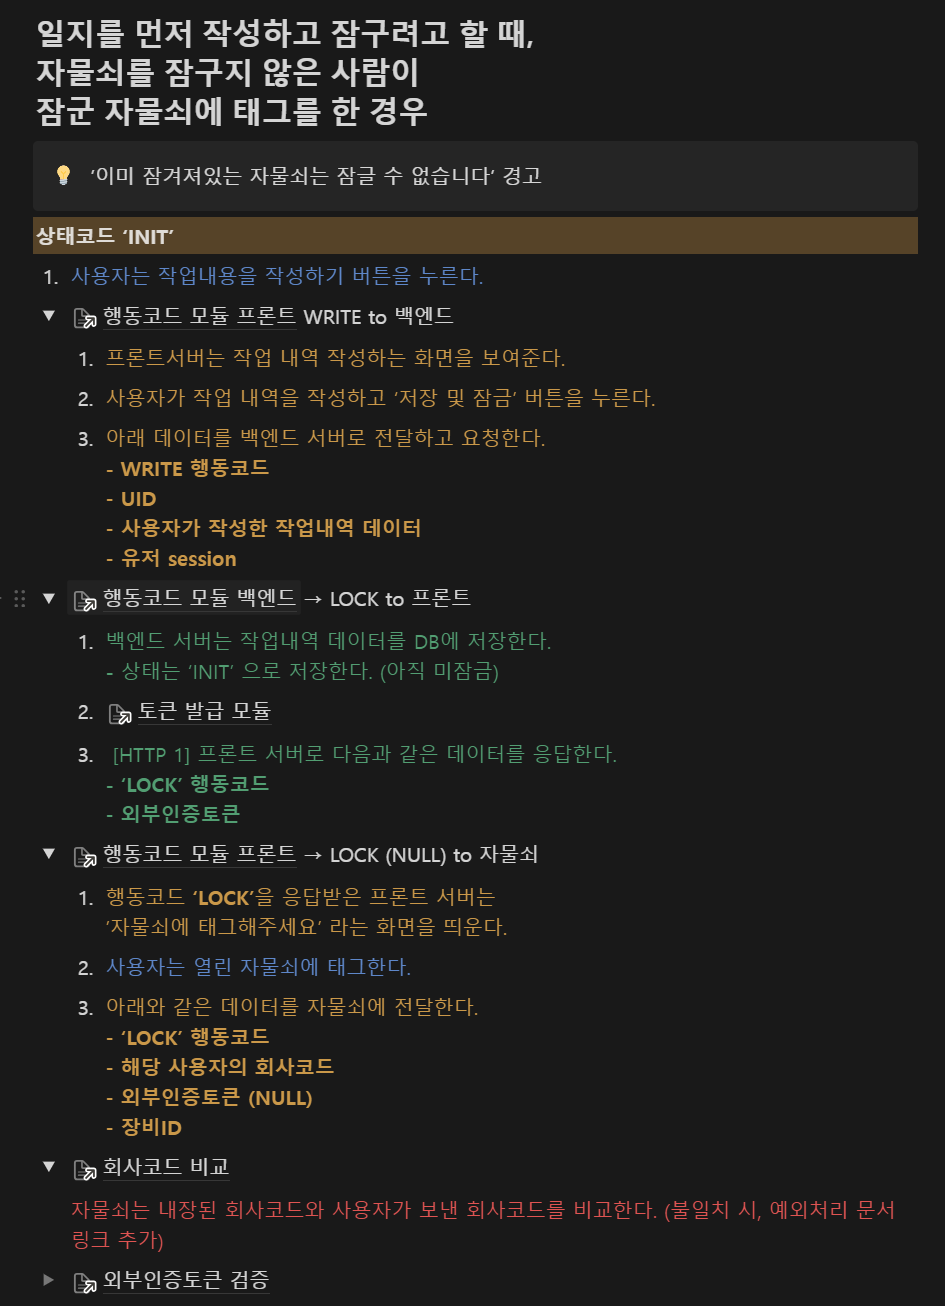 일지를 먼저 작성하고 잠구려고 할 때,
자물쇠를 잠구지 않은 사람이
잠군 자물쇠에 태그를 한 경우
’이미 잠겨져있는 자물쇠는 잠글 수 없습니다’ 경고
상태코드 ‘INIT’
1. 사용자는 작업내용을 작성하기 버튼을 누른다.
행동코드 모듈 프론트 WRITE to 백엔드
1. 프론트서버는 작업 내역 작성하는 화면을 보여준다.
2. 사용자가 작업 내역을 작성하고 ‘저장 및 잠금’ 버튼을 누른다.
3. 아래 데이터를 백엔드 서버로 전달하고 요청한다.
- WRITE 행동코드
- UID
- 사용자가 작성한 작업내역 데이터
- 유저 session
행동코드 모듈 백엔드 → LOCK to 프론트
1. 백엔드 서버는 작업내역 데이터를 DB에 저장한다.
- 상태는 ‘INIT’ 으로 저장한다. (아직 미잠금)
2. 토큰 발급 모듈
3. [HTTP 1] 프론트 서버로 다음과 같은 데이터를 응답한다.
- ‘LOCK’ 행동코드
- 외부인증토큰
행동코드 모듈 프론트 → LOCK (NULL) to 자물쇠
1. 행동코드 ‘LOCK’을 응답받은 프론트 서버는
’자물쇠에 태그해주세요’ 라는 화면을 띄운다.
2. 사용자는 열린 자물쇠에 태그한다.
3. 아래와 같은 데이터를 자물쇠에 전달한다.
- ‘LOCK’ 행동코드
- 해당 사용자의 회사코드
- 외부인증토큰 (NULL)
- 장비ID
회사코드 비교
자물쇠는 내장된 회사코드와 사용자가 보낸 회사코드를 비교한다. (불일치 시, 예외처리 문서
링크 추가)
외부인증토큰 검증